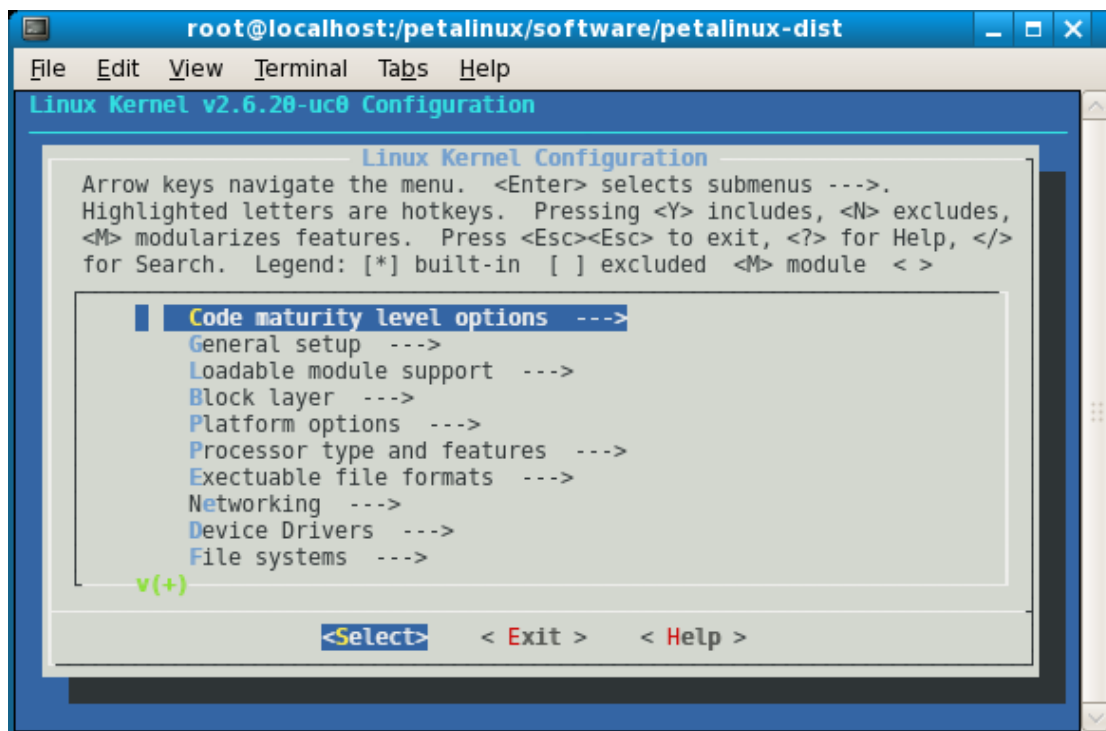 root@localhost:/petalinux/software/petalinux-dist
File Edit View Terminal Tabs Help
Linux Kernel v2.6.20-uc0 Configuration
Linux Kernel Configuration
Arrow keys navigate the menu. <Enter> selects submenus --->.
Highlighted letters are hotkeys. Pressing <Y> includes, <N> excludes,
<M> modularizes features. Press <Esc><Esc> to exit, <?> for Help, </>
for Search. Legend: [*] built-in [ ] excluded <M> module < >
Code maturity level options --->
General setup --->
Loadable module support --->
Block layer --->
Platform options --->
Processor type and features --->
Exectuable file formats --->
Networking --->
Device Drivers --->
File systems --->
v(+)
<Select> < Exit > < Help >